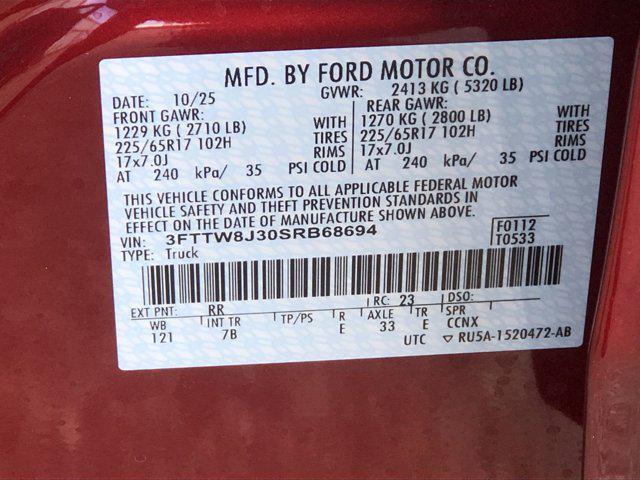 MFD. BY FORD MOTOR CO.
DATE: 10/25 GVWR: 2413 KG ( 5320 LB)
FRONT GAWR: REAR GAWR:
1229 KG ( 2710 LB) WITH 1270 KG ( 2800 LB) WITH
225/65R17 102H TIRES 225/65R17 102H TIRES
17x7.0J RIMS 17x7.0J RIMS
AT 240 kPa/ 35 PSI COLD AT 240 kPa/ 35 PSI COLD
THIS VEHICLE CONFORMS TO ALL APPLICABLE FEDERAL MOTOR
VEHICLE SAFETY AND THEFT PREVENTION STANDARDS IN
EFFECT ON THE DATE OF MANUFACTURE SHOWN ABOVE.
VIN: 3FTTW8J30SRB68694 F0112
TYPE: Truck T0533
EXT PNT: RR RC: 23 DSO:
WB INT TR TP/PS R AXLE TR SPR
121 7B E 33 E CCNX
UTC ▽ RU5A-1520472-AB